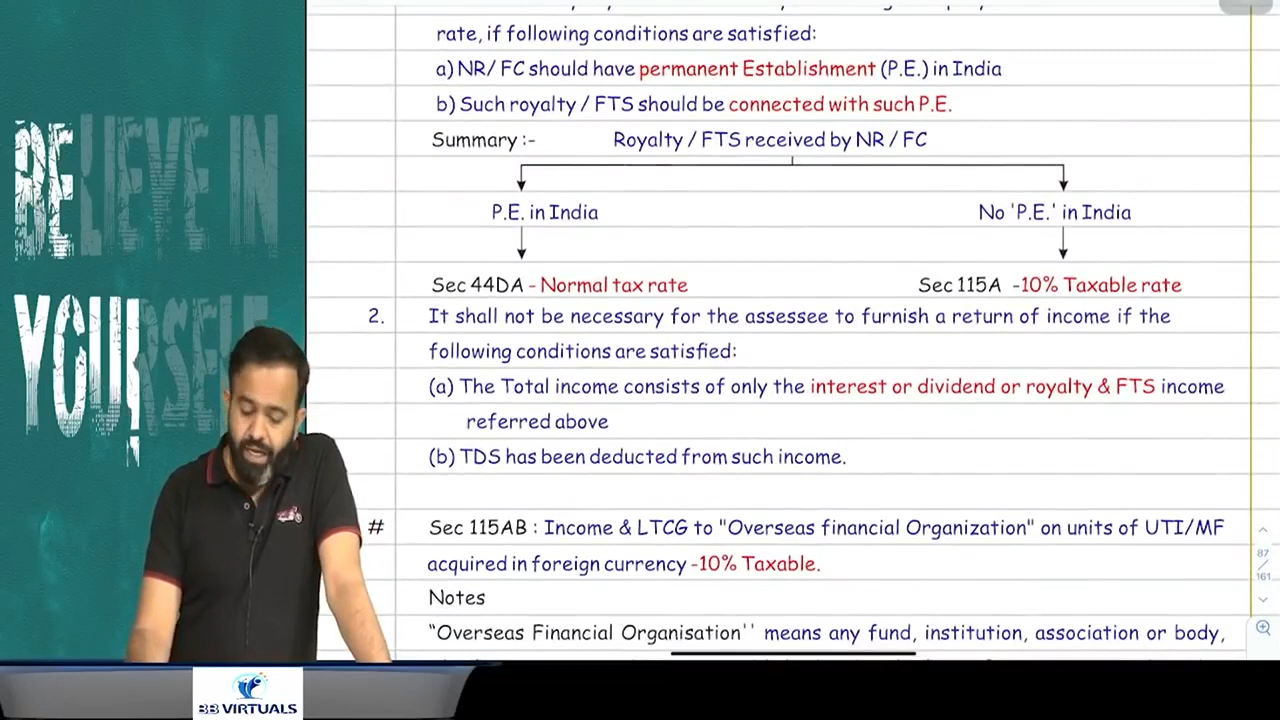 BELIEVE IN
YOURSELF
rate, if following conditions are satisfied:
a) NR/ FC should have permanent Establishment (P.E.) in India
b) Such royalty / FTS should be connected with such P.E.
Summary :- Royalty / FTS received by NR / FC
P.E. in India No 'P.E.' in India
Sec 44DA - Normal tax rate Sec 115A -10% Taxable rate
2. It shall not be necessary for the assessee to furnish a return of income if the
following conditions are satisfied:
(a) The Total income consists of only the interest or dividend or royalty & FTS income
referred above
(b) TDS has been deducted from such income.
# Sec 115AB : Income & LTCG to "Overseas financial Organization" on units of UTI/MF
acquired in foreign currency -10% Taxable.
Notes
“Overseas Financial Organisation'' means any fund, institution, association or body,
87
/
161
BB VIRTUALS